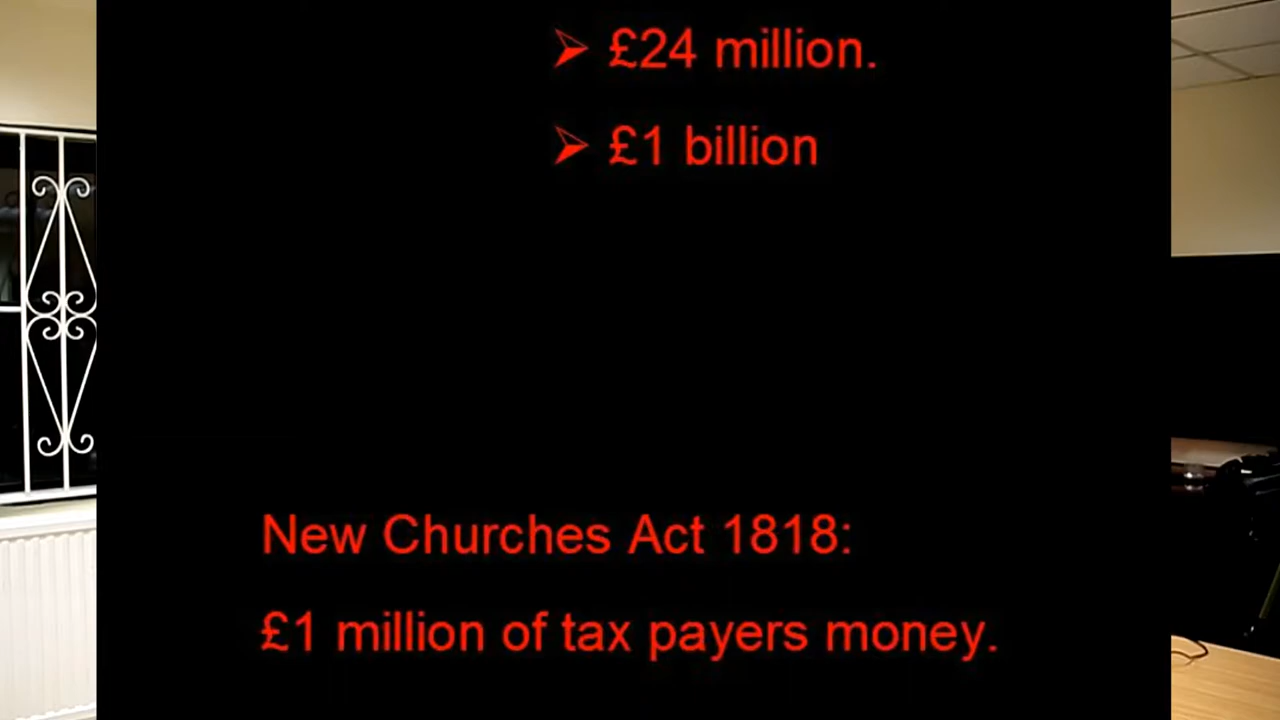 ➢ £24 million.
➢ £1 billion
New Churches Act 1818:
£1 million of tax payers money.